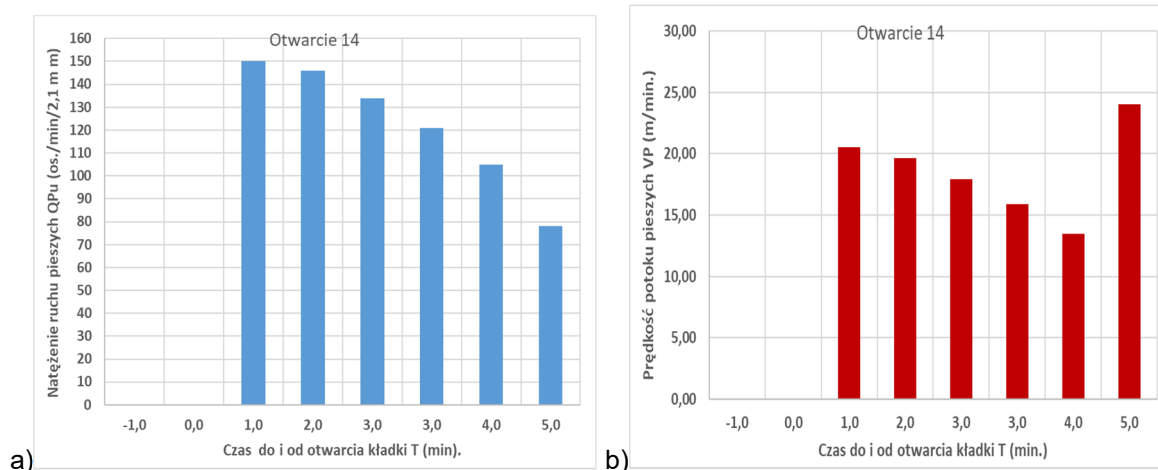 a)
Otwarcie 14
Natężenie ruchu pieszych QPu (os./min/2,1 m m)
160
150
140
130
120
110
100
90
80
70
60
50
40
30
20
10
0
-1,0 0,0 1,0 2,0 3,0 3,0 4,0 5,0
Czas do i od otwarcia kładki T (min).
b)
Otwarcie 14
Prędkość potoku pieszych VP (m/min.)
30,00
25,00
20,00
15,00
10,00
5,00
0,00
-1,0 0,0 1,0 2,0 3,0 3,0 4,0 5,0
Czas do i od otwarcia kładki T (min.)